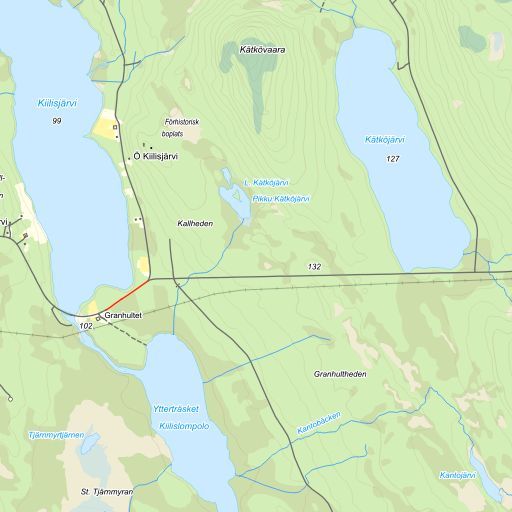 Kätkövaara
Kiilisjärvi
99
Förhistorisk
boplats
Kätköjärvi
127
Ö Kiilisjärvi
L. Kätköjärvi
Pikku Kätköjärvi
Kallheden
132
Granhultet
102
Granhultheden
Ytterträsket
Kiilislompolo
Kantobäcken
Tjämmyrtjärnen
Kantojärvi
St. Tjämmyran